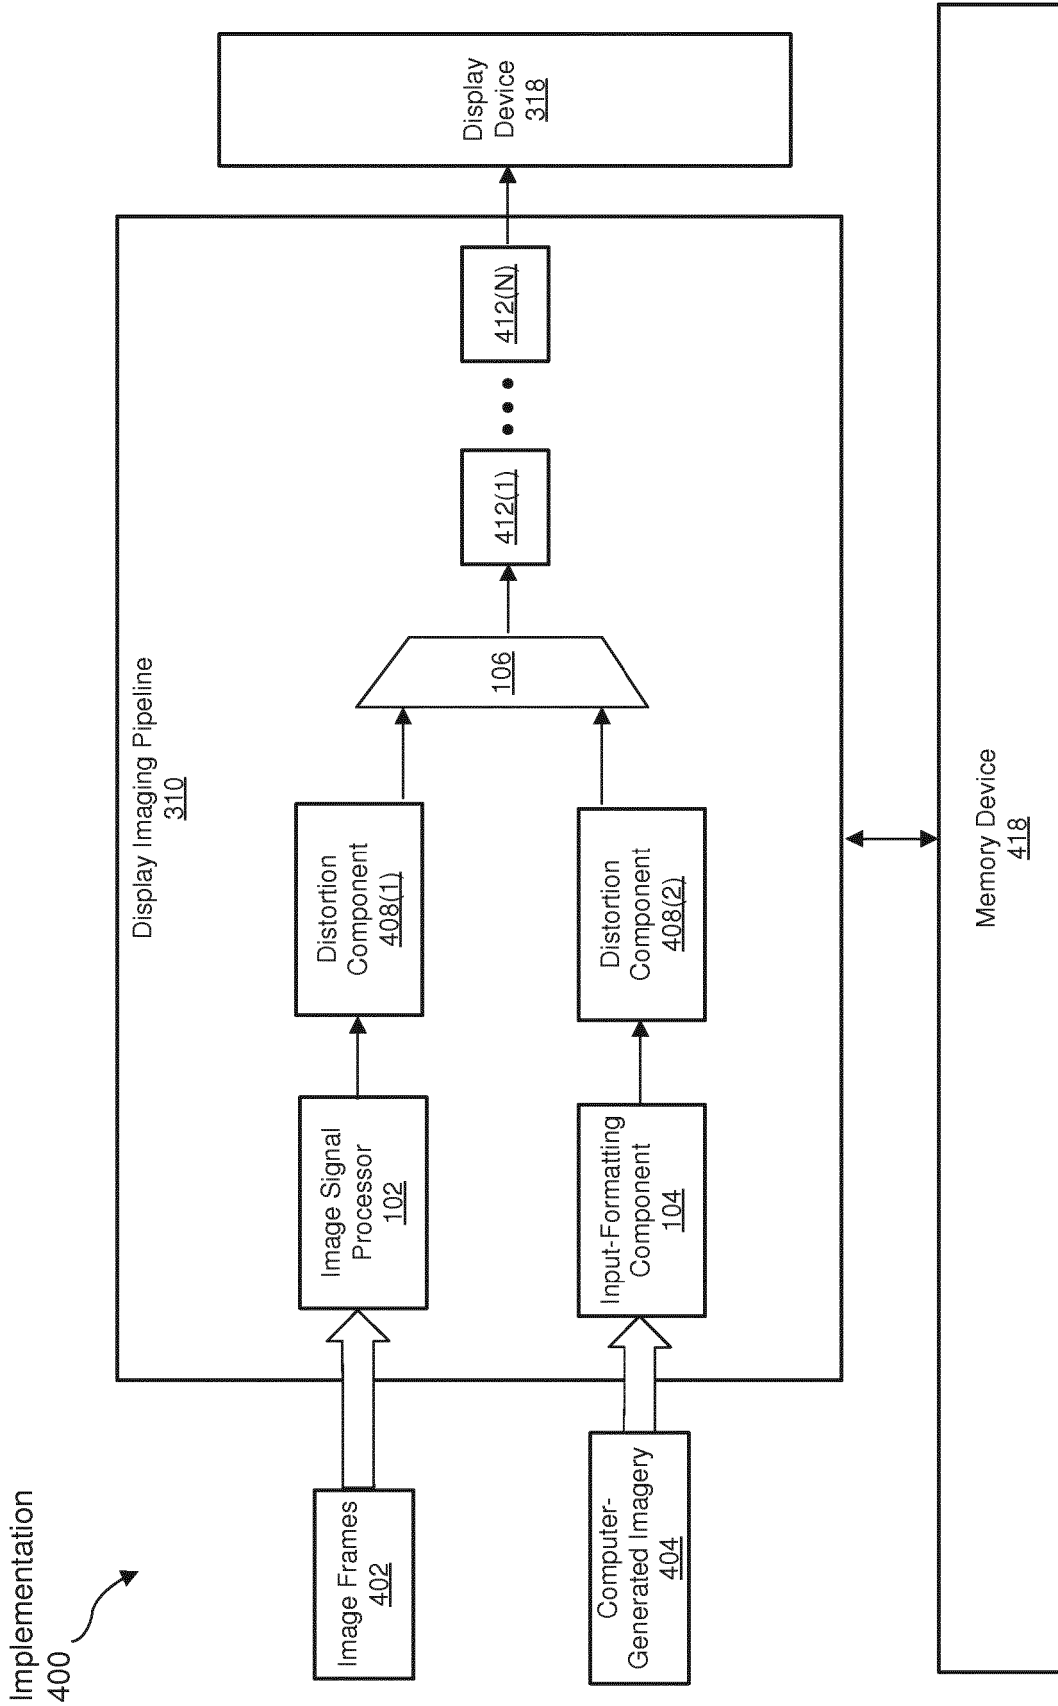 Implementation
400
Image Frames
402
Computer-
Generated Imagery
404
Display Imaging Pipeline
310
Image Signal
Processor
102
Input-Formatting
Component
104
Distortion
Component
408(1)
Distortion
Component
408(2)
106
412(1)
412(N)
Display
Device
318
Memory Device
418